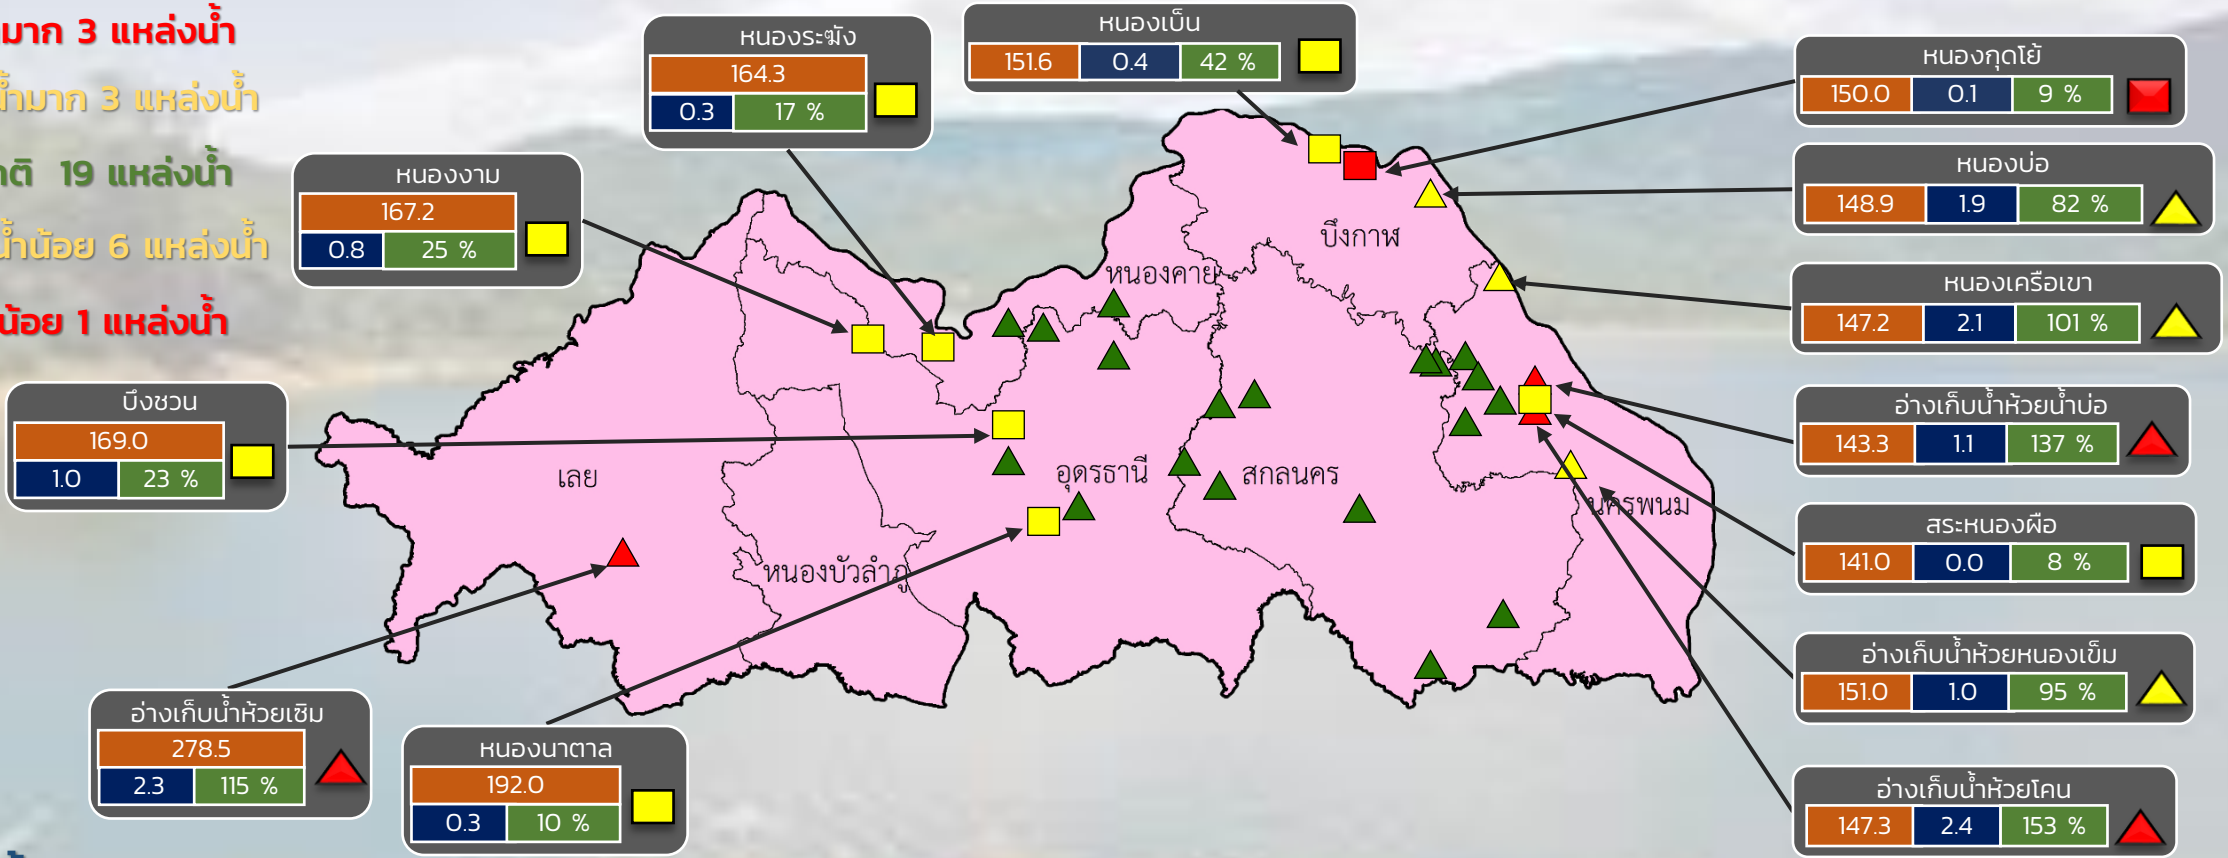 มาก 3 แหล่งน้ำ
น้ำมาก 3 แหล่งน้ำ
19 แหล่งน้ำ
น้ำน้อย 6 แหล่งน้ำ
น้อย 1 แหล่งน้ำ
หนองระฆัง
164.3
0.3 17 %
หนองเบ็น
151.6 0.4 42 %
หนองกุดโย้
150.0 0.1 9 %
หนองงาม
167.2
0.8 25 %
หนองบ่อ
148.9 1.9 82 %
บึงกาฬ
หนองคาย
หนองเครือเขา
147.2 2.1 101 %
บึงชวน
169.0
1.0 23 %
อ่างเก็บน้ำห้วยน้ำบ่อ
143.3 1.1 137 %
เลย
อุดรธานี
สกลนคร
นครพนม
หนองบัวลำภู
สระหนองผือ
141.0 0.0 8 %
อ่างเก็บน้ำห้วยหนองเข็ม
151.0 1.0 95 %
อ่างเก็บน้ำห้วยเซิม
278.5
2.3 115 %
หนองนาตาล
192.0
0.3 10 %
อ่างเก็บน้ำห้วยโคน
147.3 2.4 153 %